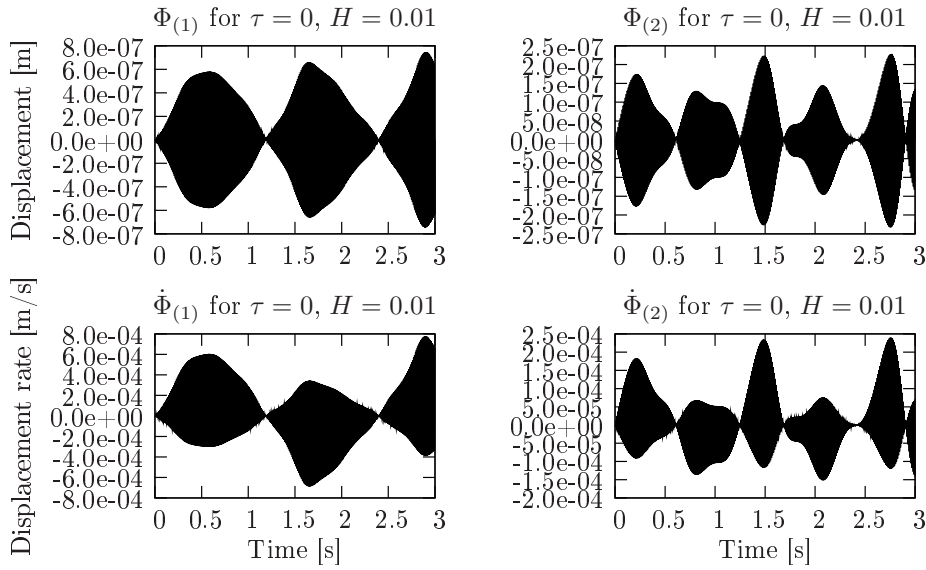 Φ(1) for τ = 0, H = 0.01
Displacement [m]
8.0e-07
6.0e-07
4.0e-07
2.0e-07
0.0e+00
-2.0e-07
-4.0e-07
-6.0e-07
-8.0e-07
0 0.5 1 1.5 2 2.5 3
Φ(2) for τ = 0, H = 0.01
2.5e-07
2.0e-07
1.5e-07
1.0e-07
5.0e-08
0.0e+00
-5.0e-08
-1.0e-07
-1.5e-07
-2.0e-07
-2.5e-07
0 0.5 1 1.5 2 2.5 3
Φ̇(1) for τ = 0, H = 0.01
Displacement rate [m/s]
8.0e-04
6.0e-04
4.0e-04
2.0e-04
0.0e+00
-2.0e-04
-4.0e-04
-6.0e-04
-8.0e-04
0 0.5 1 1.5 2 2.5 3
Time [s]
Φ̇(2) for τ = 0, H = 0.01
2.5e-04
2.0e-04
1.5e-04
1.0e-04
5.0e-05
0.0e+00
-5.0e-05
-1.0e-04
-1.5e-04
-2.0e-04
0 0.5 1 1.5 2 2.5 3
Time [s]